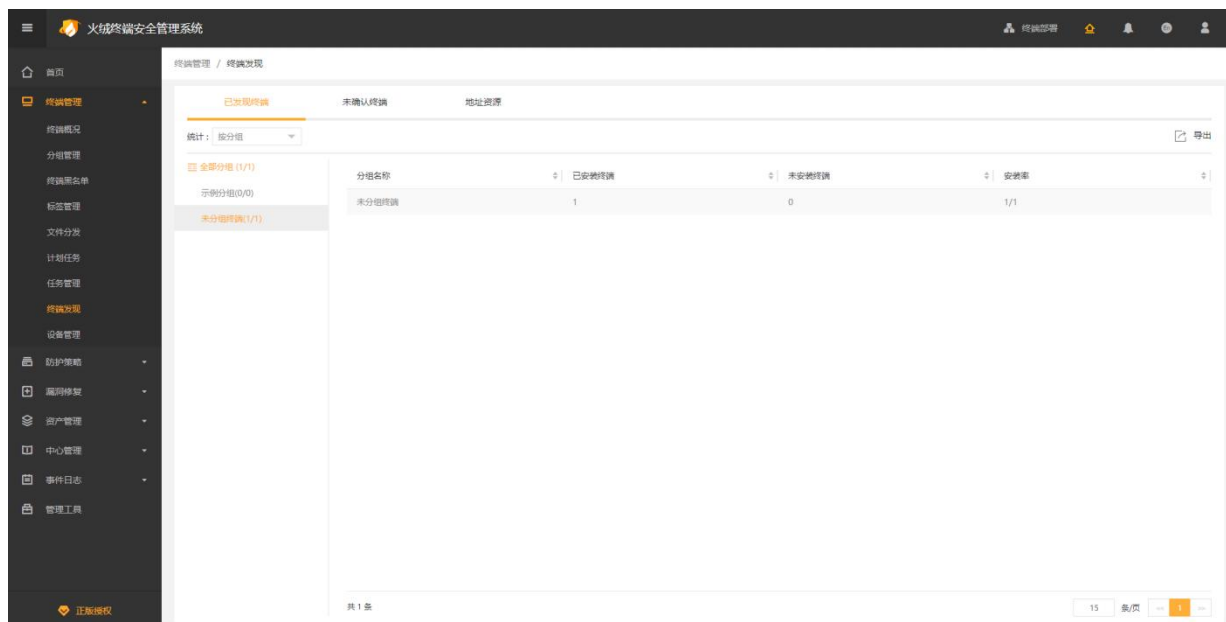 火绒终端安全管理系统
终端部署
首页
终端管理
终端概况
分组管理
终端黑名单
标签管理
文件分发
计划任务
任务管理
终端发现
设备管理
防护策略
漏洞修复
资产管理
中心管理
事件日志
管理工具
正版授权
终端管理 / 终端发现
已发现终端 未确认终端 地址资源
统计： 按分组 导出
全部分组 (1/1)
示例分组(0/0)
未分组终端(1/1)
分组名称 已安装终端 未安装终端 安装率
未分组终端 1 0 1/1
共 1 条 15 条/页 1